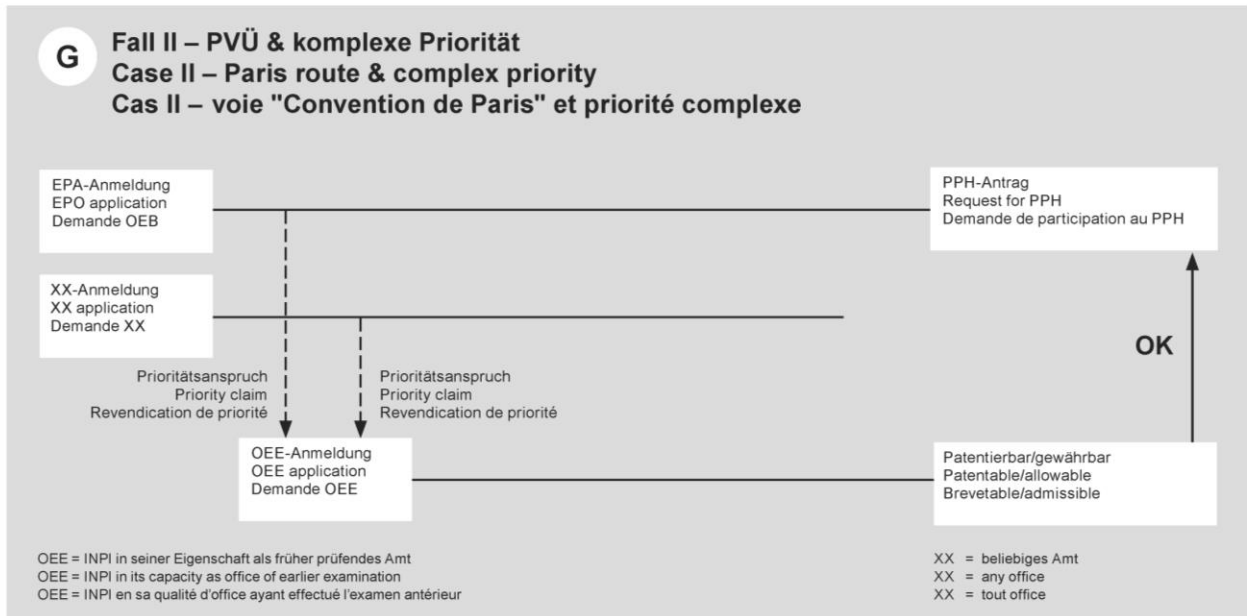 G
Fall II – PVÜ & komplexe Priorität
Case II – Paris route & complex priority
Cas II – voie "Convention de Paris" et priorité complexe
EPA-Anmeldung
EPO application
Demande OEB
PPH-Antrag
Request for PPH
Demande de participation au PPH
XX-Anmeldung
XX application
Demande XX
OK
Prioritätsanspruch
Priority claim
Revendication de priorité
Prioritätsanspruch
Priority claim
Revendication de priorité
OEE-Anmeldung
OEE application
Demande OEE
Patentierbar/gewährbar
Patentable/allowable
Brevetable/admissible
OEE = INPI in seiner Eigenschaft als früher prüfendes Amt
OEE = INPI in its capacity as office of earlier examination
OEE = INPI en sa qualité d'office ayant effectué l'examen antérieur
XX = beliebiges Amt
XX = any office
XX = tout office